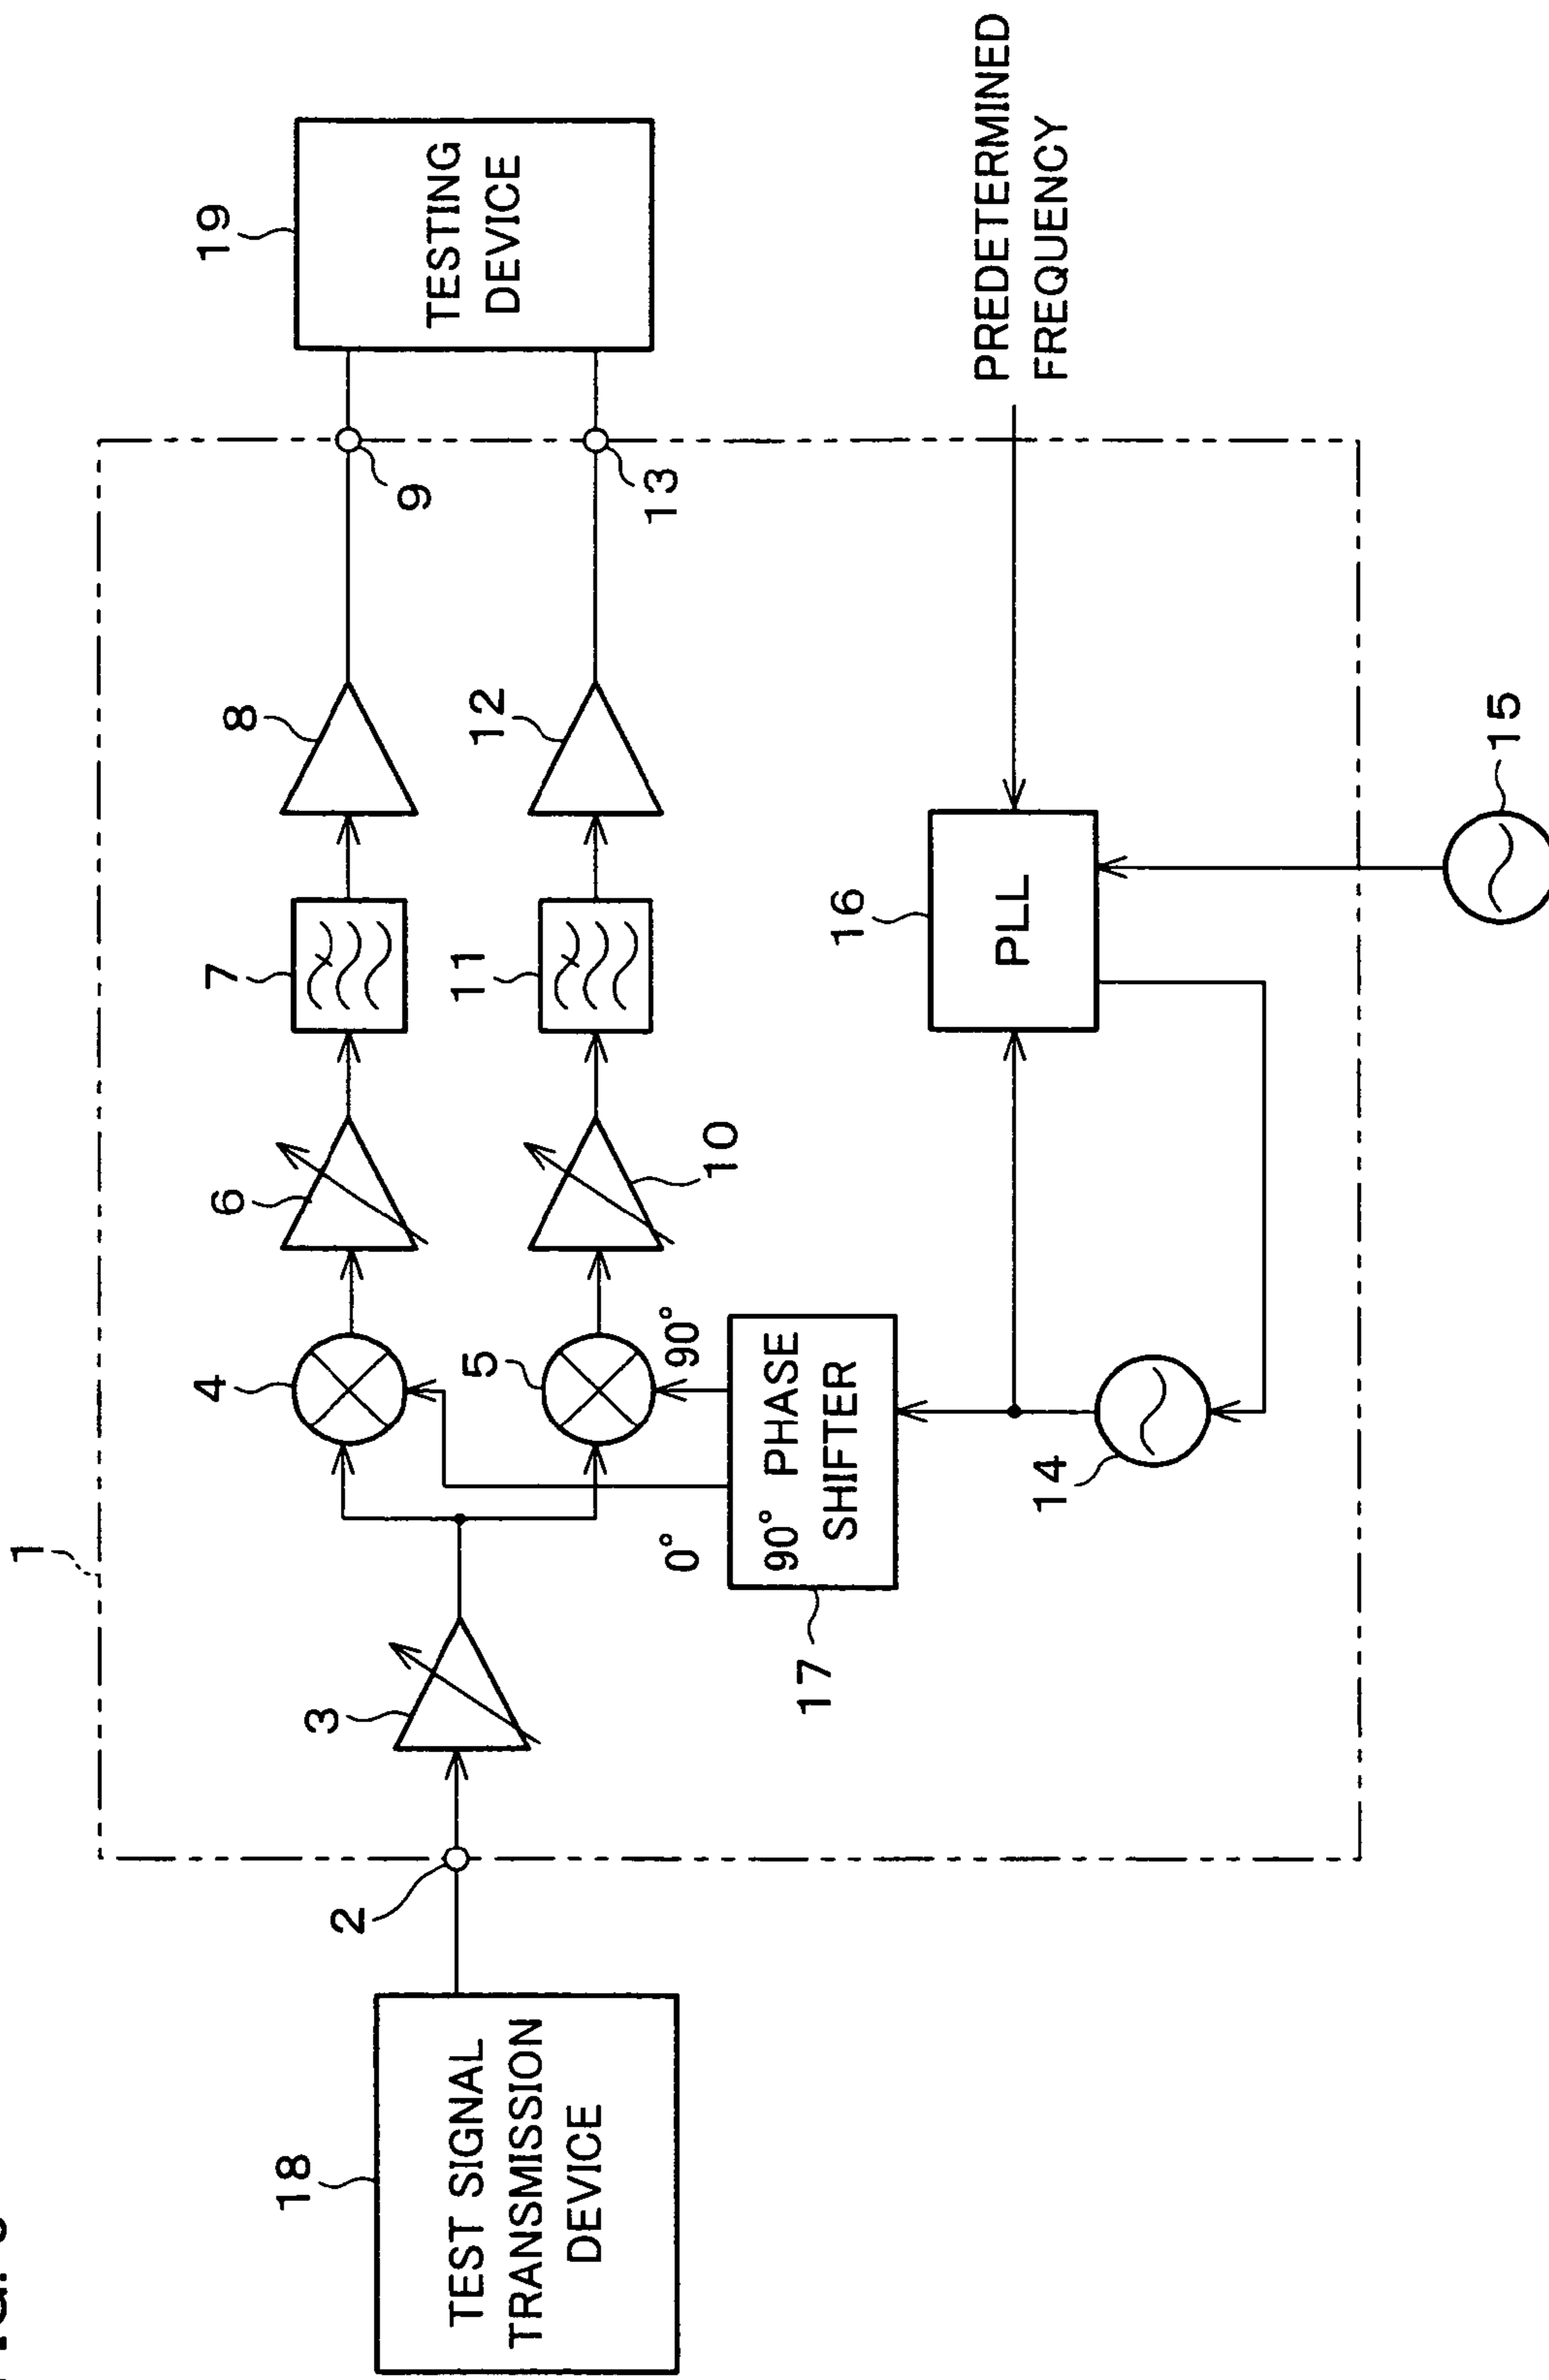 1
18
TEST SIGNAL
TRANSMISSION
DEVICE
2
3
4
5
6
7
8
9
10
11
12
13
19
TESTING
DEVICE
0°
90°
90° PHASE
SHIFTER
17
14
16
PLL
15
PREDETERMINED
FREQUENCY